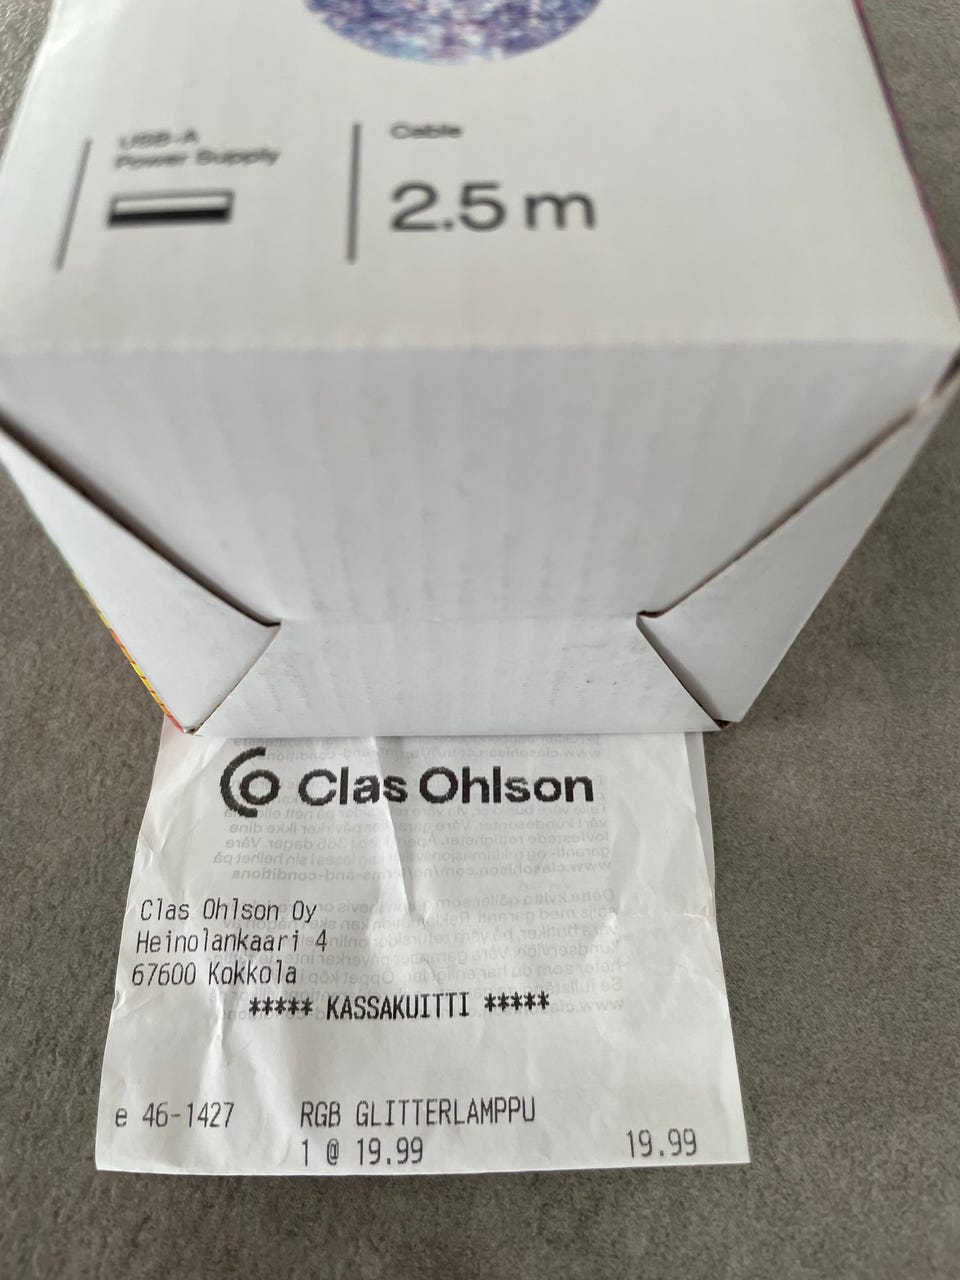 USB-A
Power Supply
Cable
2.5 m
Clas Ohlson
Clas Ohlson Oy
Heinolankaari 4
67600 Kokkola
***** KASSAKUITTI *****
e 46-1427 RGB GLITTERLAMPPU
1 @ 19.99 19.99